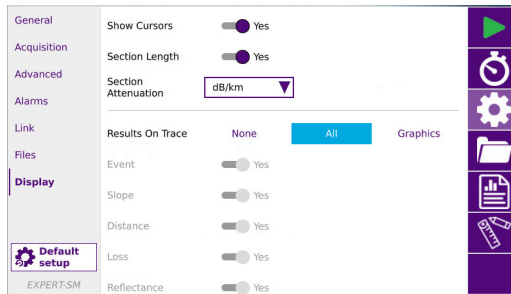 General
Acquisition
Advanced
Alarms
Link
Files
Display
Default
setup
EXPERT-SM
Show Cursors Yes
Section Length Yes
Section
Attenuation dB/km
Results On Trace None All Graphics
Event Yes
Slope Yes
Distance Yes
Loss Yes
Reflectance Yes